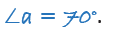 ∠a = 70°.